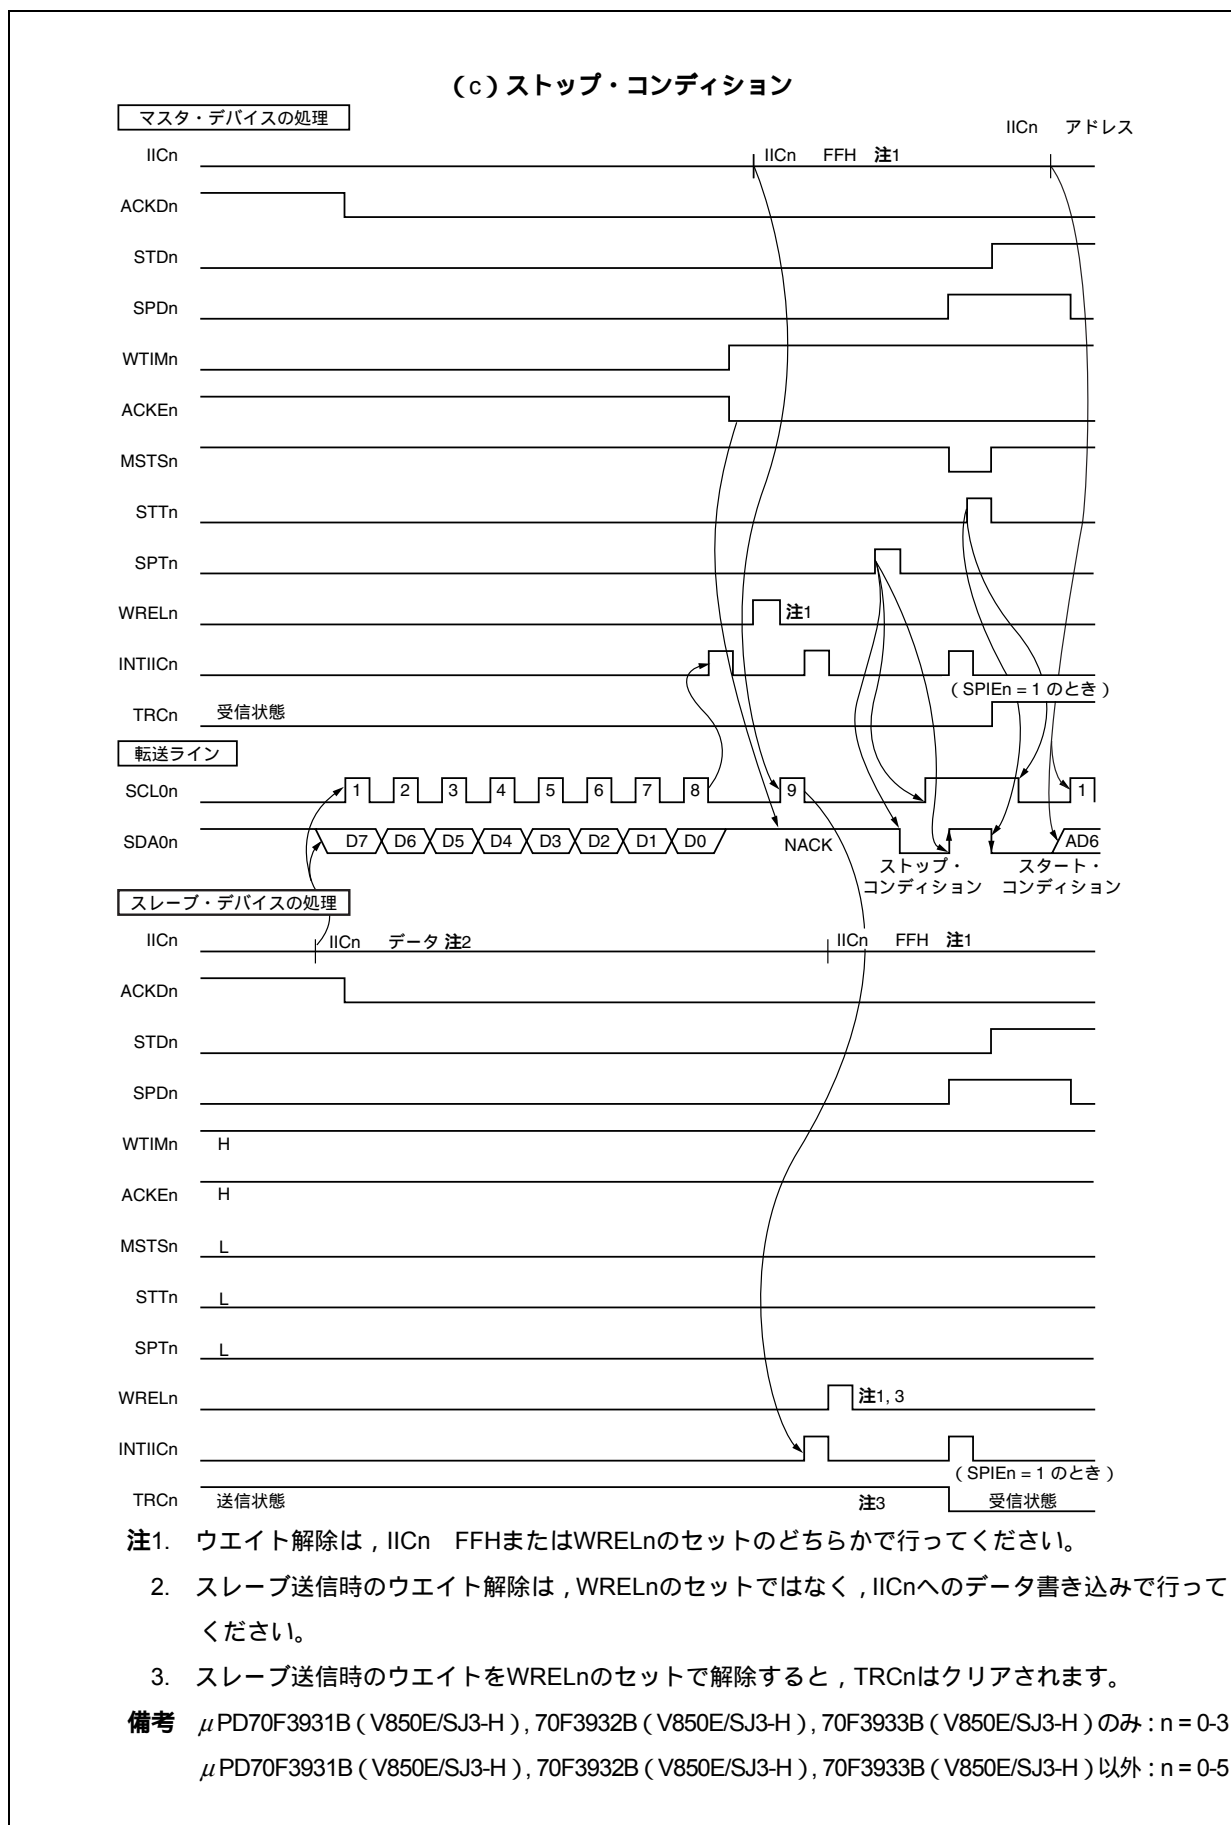 (c)ストップ・コンディション
マスタ・デバイスの処理
IICn アドレス
IICn
IICn FFH 注1
ACKDn
STDn
SPDn
WTIMn
ACKEn
MSTSn
STTn
SPTn
WRELn
注1
INTIICn
(SPIEn = 1 のとき)
TRCn
受信状態
転送ライン
SCL0n
1 2 3 4 5 6 7 8 9 1
SDA0n
D7 D6 D5 D4 D3 D2 D1 D0 NACK AD6
ストップ・
コンディション
スタート・
コンディション
スレーブ・デバイスの処理
IICn
IICn データ 注2
IICn FFH 注1
ACKDn
STDn
SPDn
WTIMn H
ACKEn H
MSTSn L
STTn L
SPTn L
WRELn
注1, 3
INTIICn
(SPIEn = 1 のとき)
TRCn 送信状態 注3 受信状態
注1. ウエイト解除は,IICn FFHまたはWRELnのセットのどちらかで行ってください。
2. スレーブ送信時のウエイト解除は,WRELnのセットではなく,IICnへのデータ書き込みで行って
ください。
3. スレーブ送信時のウエイトをWRELnのセットで解除すると,TRCnはクリアされます。
備考 μPD70F3931B(V850E/SJ3-H), 70F3932B(V850E/SJ3-H), 70F3933B(V850E/SJ3-H)のみ:n = 0-3
μPD70F3931B(V850E/SJ3-H), 70F3932B(V850E/SJ3-H), 70F3933B(V850E/SJ3-H)以外:n = 0-5